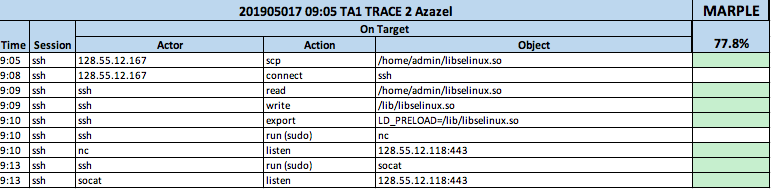 201905017 09:05 TA1 TRACE 2 Azazel MARPLE
On Target
Time Session Actor Action Object 77.8%
9:05 ssh 128.55.12.167 scp /home/admin/libselinux.so
9:08 ssh 128.55.12.167 connect ssh
9:09 ssh ssh read /home/admin/libselinux.so
9:09 ssh ssh write /lib/libselinux.so
9:10 ssh ssh export LD_PRELOAD=/lib/libselinux.so
9:10 ssh ssh run (sudo) nc
9:10 ssh nc listen 128.55.12.118:443
9:13 ssh ssh run (sudo) socat
9:13 ssh socat listen 128.55.12.118:443